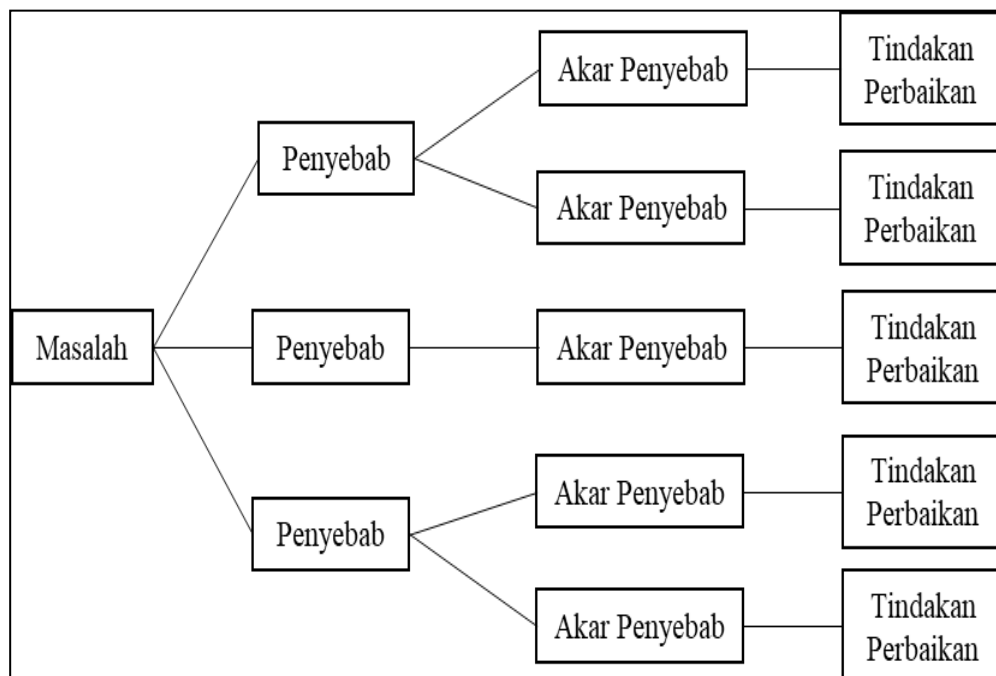 Masalah
Penyebab
Akar Penyebab
Tindakan
Perbaikan
Akar Penyebab
Tindakan
Perbaikan
Penyebab
Akar Penyebab
Tindakan
Perbaikan
Penyebab
Akar Penyebab
Tindakan
Perbaikan
Akar Penyebab
Tindakan
Perbaikan